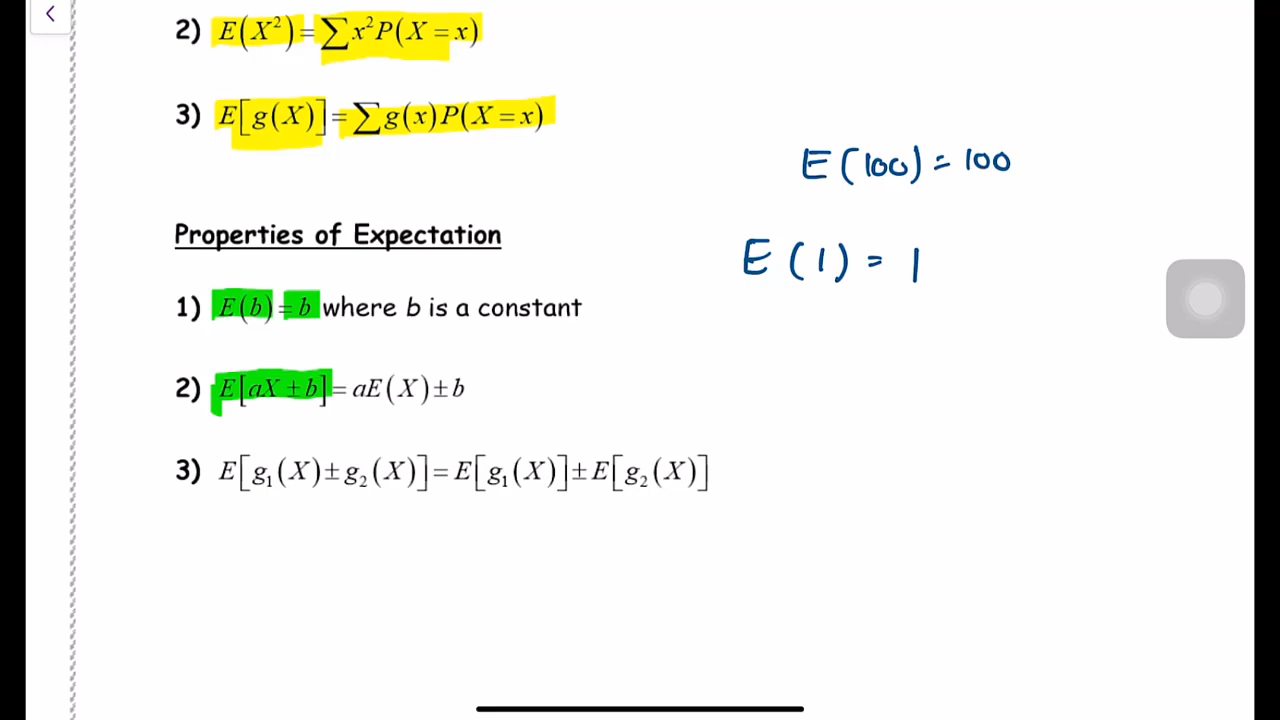 2) E(X²) = ∑x²P(X = x)
3) E[g(X)] = ∑g(x)P(X = x)
E(100) = 100
Properties of Expectation
E(1) = 1
1) E(b) = b where b is a constant
2) E[aX ± b] = aE(X) ± b
3) E[g₁(X) ± g₂(X)] = E[g₁(X)] ± E[g₂(X)]